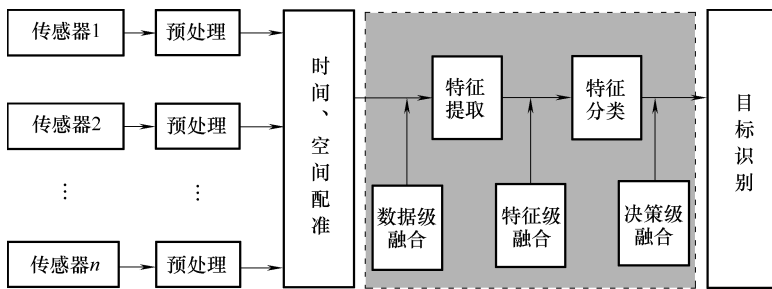 传感器1
预处理
传感器2
预处理
⋮
⋮
传感器n
预处理
时间、空间配准
特征
提取
特征
分类
数据级
融合
特征级
融合
决策级
融合
目标识别